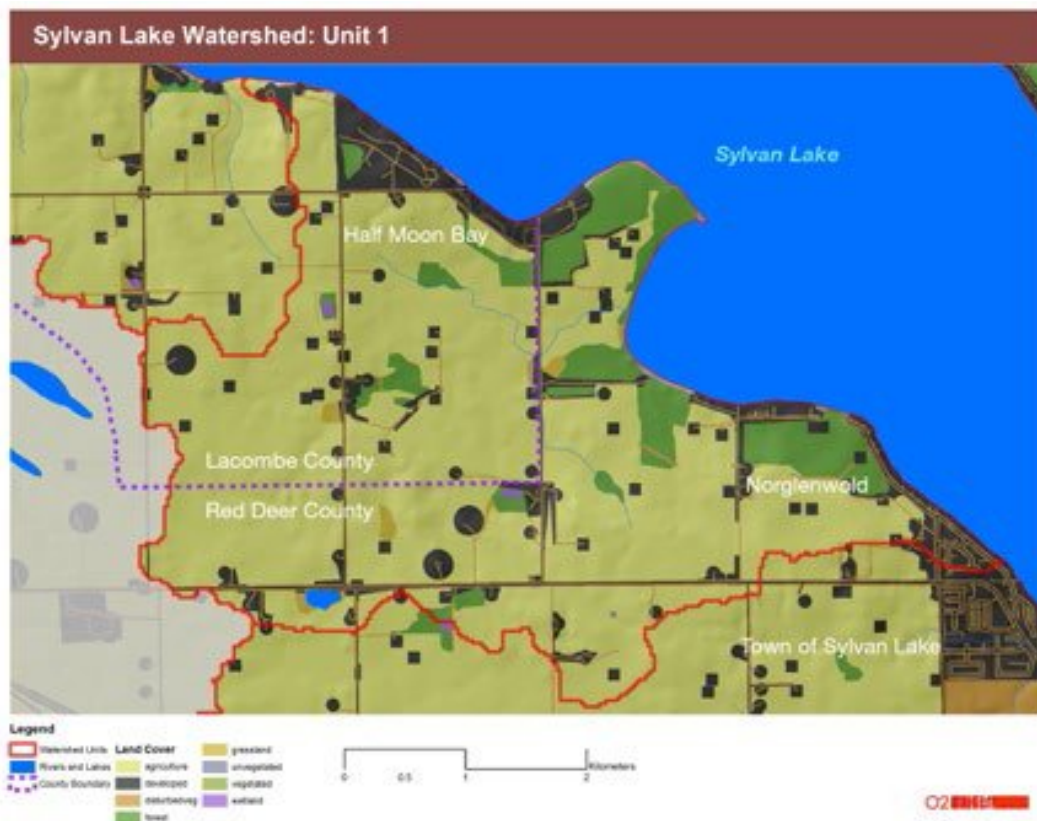 Sylvan Lake Watershed: Unit 1
Sylvan Lake
Half Moon Bay
Lacombe County
Red Deer County
Norglenwold
Town of Sylvan Lake
Legend
Watershed Units
Rivers and Lakes
County Boundary
Land Cover
agriculture
developed
disturbedveg
forest
grassland
unvegetated
vegetated
wetland
Kilometers
0 0.5 1 2
O2